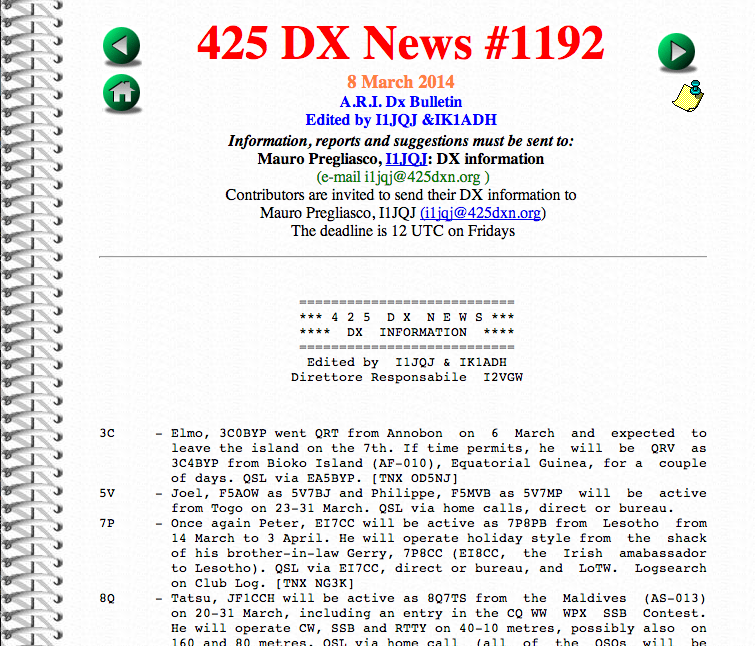 425 DX News #1192
8 March 2014
A.R.I. Dx Bulletin
Edited by I1JQJ &IK1ADH
Information, reports and suggestions must be sent to:
Mauro Pregliasco, I1JQJ: DX information
(e-mail i1jqj@425dxn.org )
Contributors are invited to send their DX information to
Mauro Pregliasco, I1JQJ (i1jqj@425dxn.org)
The deadline is 12 UTC on Fridays
===========================
*** 4 2 5 D X N E W S ***
**** DX INFORMATION ****
===========================
Edited by I1JQJ & IK1ADH
Direttore Responsabile I2VGW
3C - Elmo, 3C0BYP went QRT from Annobon on 6 March and expected to
leave the island on the 7th. If time permits, he will be QRV as
3C4BYP from Bioko Island (AF-010), Equatorial Guinea, for a couple
of days. QSL via EA5BYP. [TNX OD5NJ]
5V - Joel, F5AOW as 5V7BJ and Philippe, F5MVB as 5V7MP will be active
from Togo on 23-31 March. QSL via home calls, direct or bureau.
7P - Once again Peter, EI7CC will be active as 7P8PB from Lesotho from
14 March to 3 April. He will operate holiday style from the shack
of his brother-in-law Gerry, 7P8CC (EI8CC, the Irish amabassador
to Lesotho). QSL via EI7CC, direct or bureau, and LoTW. Logsearch
on Club Log. [TNX NG3K]
8Q - Tatsu, JF1CCH will be active as 8Q7TS from the Maldives (AS-013)
on 20-31 March, including an entry in the CQ WW WPX SSB Contest.
He will operate CW, SSB and RTTY on 40-10 metres, possibly also on
160 and 80 metres. QSL via home call (all of the QSOs will be